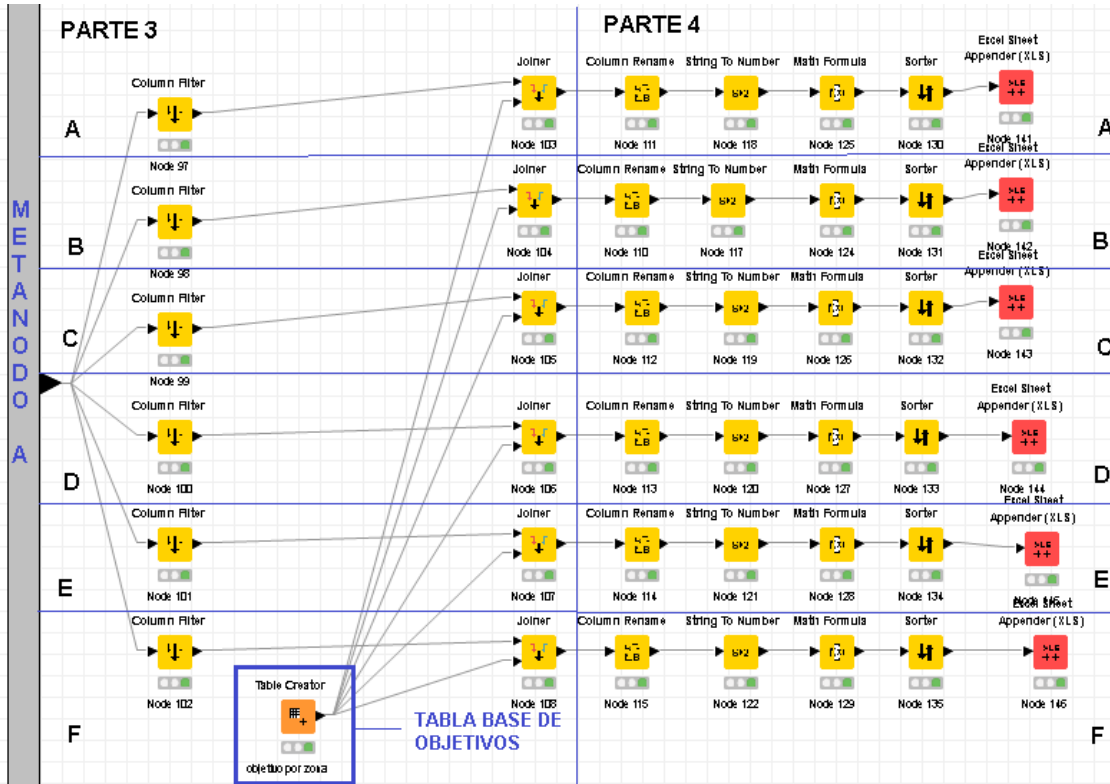 PARTE 3
PARTE 4
METANODO A
A
Column Filter
Node 97
Joiner
Node 103
Column Rename
Node 111
String To Number
Node 118
Math Formula
Node 125
Sorter
Node 130
Excel Sheet
Appender (XLS)
Node 141
A
B
Column Filter
Node 98
Joiner
Node 104
Column Rename
Node 110
String To Number
Node 117
Math Formula
Node 124
Sorter
Node 131
Excel Sheet
Appender (XLS)
Node 142
B
C
Column Filter
Node 99
Joiner
Node 105
Column Rename
Node 112
String To Number
Node 119
Math Formula
Node 126
Sorter
Node 132
Excel Sheet
Appender (XLS)
Node 143
C
D
Column Filter
Node 100
Joiner
Node 106
Column Rename
Node 113
String To Number
Node 120
Math Formula
Node 127
Sorter
Node 133
Excel Sheet
Appender (XLS)
Node 144
D
E
Column Filter
Node 101
Joiner
Node 107
Column Rename
Node 114
String To Number
Node 121
Math Formula
Node 128
Sorter
Node 134
Excel Sheet
Appender (XLS)
Node 145
E
F
Column Filter
Node 102
Joiner
Node 108
Column Rename
Node 115
String To Number
Node 122
Math Formula
Node 129
Sorter
Node 135
Excel Sheet
Appender (XLS)
Node 146
F
Table Creator
objetivo por zona
TABLA BASE DE
OBJETIVOS